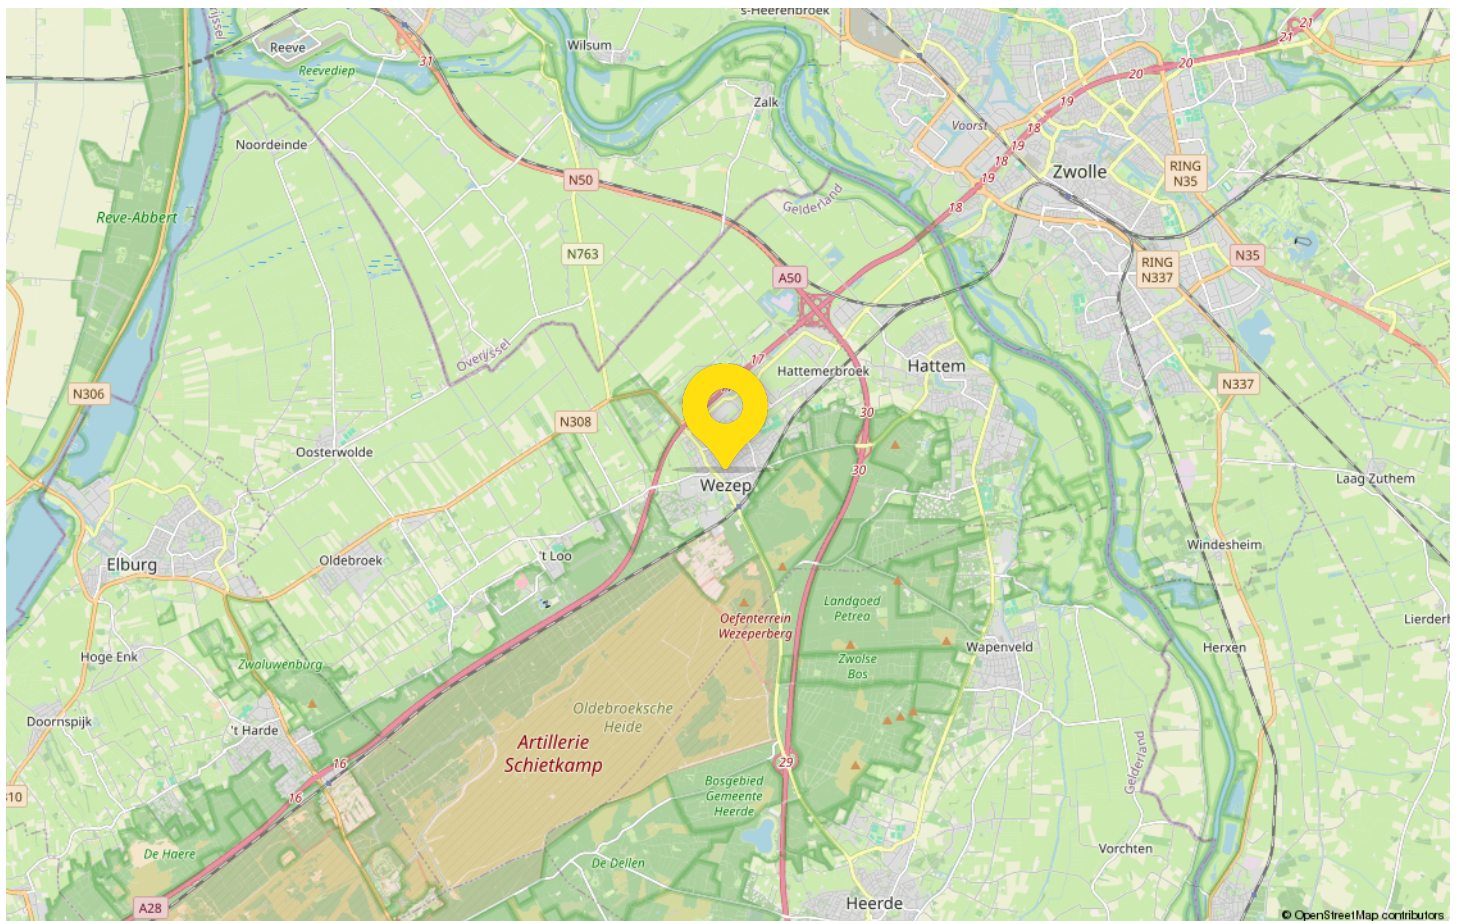 s-Heerenbroek
21
21
Wilsum
Reeve
31
Reevediep
20
20
IJssel
Zalk
19
Voorst
18
19
Noordeinde
18
Zwolle
RING
N35
N50
19
Gelderland
18
Reve-Abbert
N763
N35
RING
N337
A50
Overijssel
17
Hattemerbroek
Hattem
N337
N306
30
N308
Oosterwolde
30
Laag Zuthem
Wezep
Windesheim
't Loo
Oldebroek
Elburg
Landgoed
Petrea
Oefenterrein
Wezeperberg
Lierder
Wapenveld
Herxen
Hoge Enk
Zwaluwenburg
Zwolse
Bos
Oldebroeksche
Heide
Doornspijk
't Harde
Artillerie
Schietkamp
16
29
Gelderland
16
Bosgebied
Gemeente
Heerde
310
De Haere
De Dellen
Vorchten
A28
Heerde
© OpenStreetMap contributors